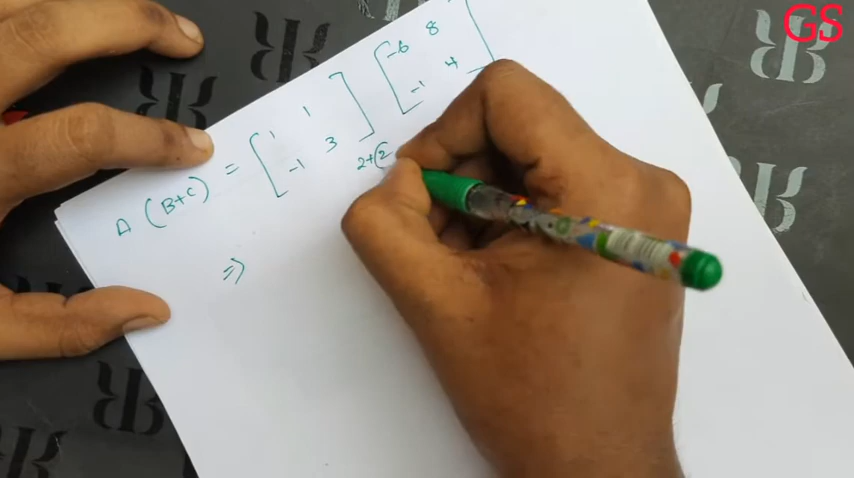 GS
A (B+C) = [ 1 1 ] [ -6 8 ]
-1 3 -1 4
2+(2
=>